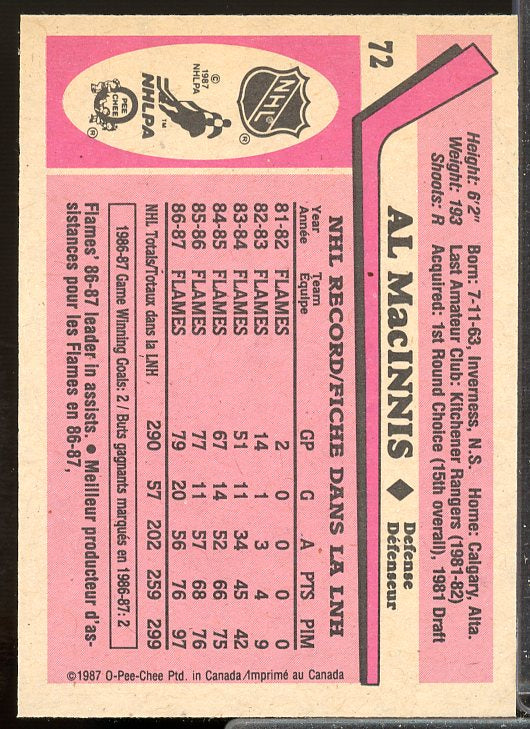 72
Height: 6'2" Born: 7-11-63, Inverness, N.S. Home: Calgary, Alta.
Weight: 193 Last Amateur Club: Kitchener Rangers (1981-82)
Shoots: R Acquired: 1st Round Choice (15th overall), 1981 Draft
AL MacINNIS ◆ Defense
Défenseur
NHL
© 1987 NHLPA
NHLPA
™
O PEE CHEE
®
®
NHL RECORD/FICHE DANS LA LNH
Year Team GP G A PTS PIM
Année Équipe
81-82 FLAMES 2 0 0 0 0
82-83 FLAMES 14 1 3 4 9
83-84 FLAMES 51 11 34 45 42
84-85 FLAMES 67 14 52 66 75
85-86 FLAMES 77 11 57 68 76
86-87 FLAMES 79 20 56 76 97
NHL Totals/Totaux dans la LNH 290 57 202 259 299
1986-87 Game Winning Goals: 2 / Buts gagnants marqués en 1986-87: 2
Flames' 86-87 leader in assists. • Meilleur producteur d'as-
sistances pour les Flames en 86-87.
©1987 O-Pee-Chee Ptd. in Canada/Imprimé au Canada